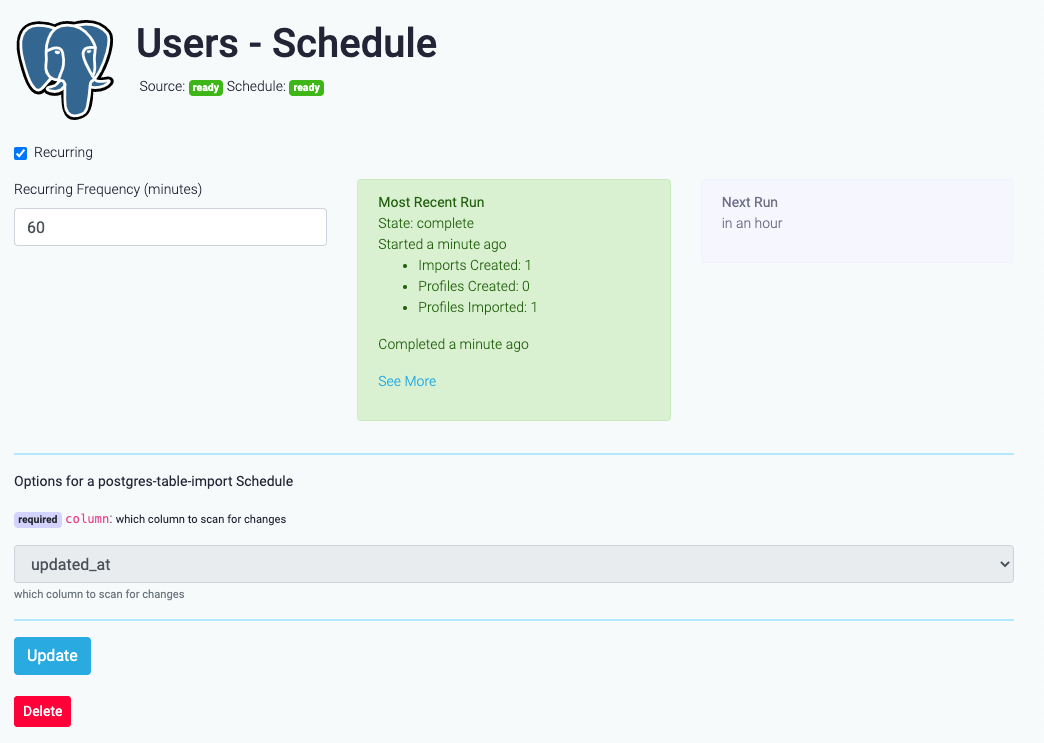 Users - Schedule
Source: ready Schedule: ready
Recurring
Recurring Frequency (minutes)
60
Most Recent Run
State: complete
Started a minute ago
• Imports Created: 1
• Profiles Created: 0
• Profiles Imported: 1
Completed a minute ago
See More
Next Run
in an hour
Options for a postgres-table-import Schedule
required column: which column to scan for changes
updated_at
which column to scan for changes
Update
Delete